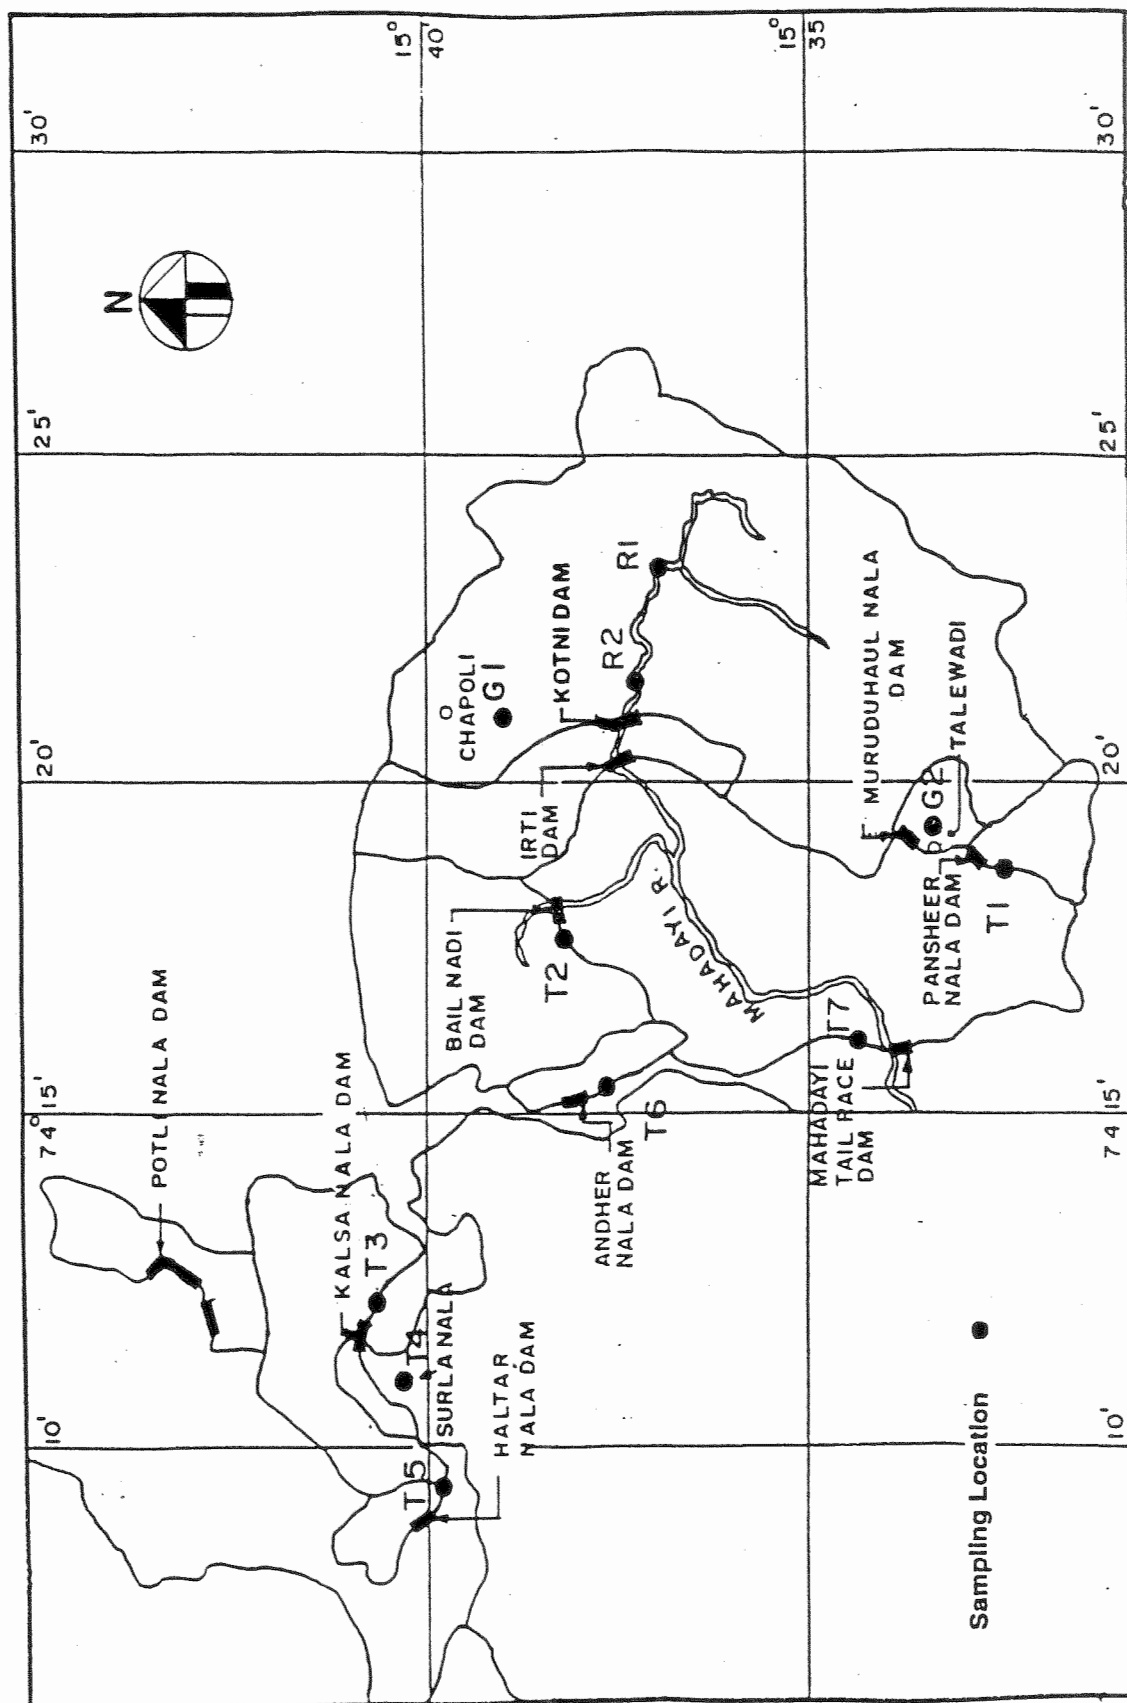 15° 40'
15° 35
30'
30'
N
25'
25'
20'
20'
74° 15'
74 15'
10'
10'
POTLI NALA DAM
KALSA NALA DAM
T3
T4
SURLA NALA
HALTAR
NALA DAM
T5
BAIL NADI
DAM
T2
IRTI
DAM
CHAPOLI
G1
KOTNI DAM
R2
R1
MAHADAYI R.
ANDHER
NALA DAM
T6
MAHADAYI
TAIL RACE
DAM
T7
MURUDUHAUL NALA
DAM
TALEWADI
G2
PANSHEER
NALA DAM
T1
Sampling Location